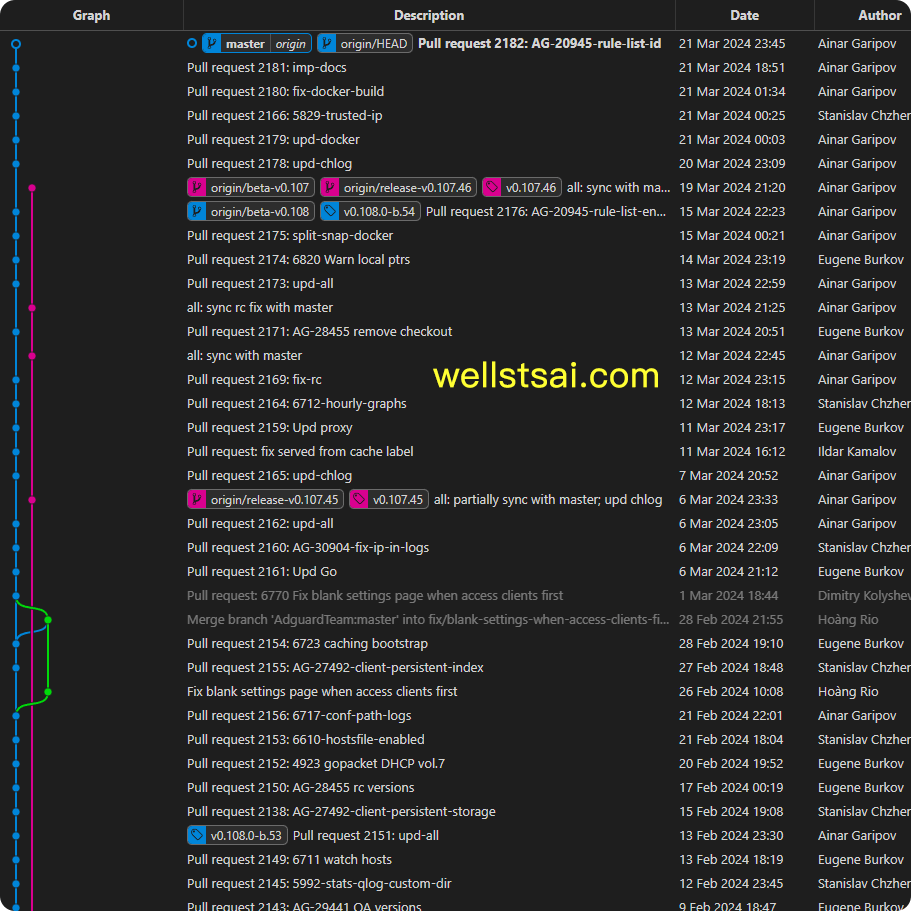 Graph Description Date Author
master origin origin/HEAD Pull request 2182: AG-20945-rule-list-id 21 Mar 2024 23:45 Ainar Garipov
Pull request 2181: imp-docs 21 Mar 2024 18:51 Ainar Garipov
Pull request 2180: fix-docker-build 21 Mar 2024 01:34 Ainar Garipov
Pull request 2166: 5829-trusted-ip 21 Mar 2024 00:25 Stanislav Chzher
Pull request 2179: upd-docker 21 Mar 2024 00:03 Ainar Garipov
Pull request 2178: upd-chlog 20 Mar 2024 23:09 Ainar Garipov
origin/beta-v0.107 origin/release-v0.107.46 v0.107.46 all: sync with ma... 19 Mar 2024 21:20 Ainar Garipov
origin/beta-v0.108 v0.108.0-b.54 Pull request 2176: AG-20945-rule-list-en... 15 Mar 2024 22:23 Ainar Garipov
Pull request 2175: split-snap-docker 15 Mar 2024 00:21 Ainar Garipov
Pull request 2174: 6820 Warn local ptrs 14 Mar 2024 23:19 Eugene Burkov
Pull request 2173: upd-all 13 Mar 2024 22:59 Ainar Garipov
all: sync rc fix with master 13 Mar 2024 21:25 Ainar Garipov
Pull request 2171: AG-28455 remove checkout 13 Mar 2024 20:51 Eugene Burkov
all: sync with master 12 Mar 2024 22:45 Ainar Garipov
Pull request 2169: fix-rc 12 Mar 2024 23:15 Ainar Garipov
wellstsai.com
Pull request 2164: 6712-hourly-graphs 12 Mar 2024 18:13 Stanislav Chzher
Pull request 2159: Upd proxy 11 Mar 2024 23:17 Eugene Burkov
Pull request: fix served from cache label 11 Mar 2024 16:12 Ildar Kamalov
Pull request 2165: upd-chlog 7 Mar 2024 20:52 Ainar Garipov
origin/release-v0.107.45 v0.107.45 all: partially sync with master; upd chlog 6 Mar 2024 23:33 Ainar Garipov
Pull request 2162: upd-all 6 Mar 2024 23:05 Ainar Garipov
Pull request 2160: AG-30904-fix-ip-in-logs 6 Mar 2024 22:09 Stanislav Chzher
Pull request 2161: Upd Go 6 Mar 2024 21:12 Eugene Burkov
Pull request: 6770 Fix blank settings page when access clients first 1 Mar 2024 18:44 Dimitry Kolyshev
Merge branch 'AdguardTeam:master' into fix/blank-settings-when-access-clients-fi... 28 Feb 2024 21:55 Hoàng Rio
Pull request 2154: 6723 caching bootstrap 28 Feb 2024 19:10 Eugene Burkov
Pull request 2155: AG-27492-client-persistent-index 27 Feb 2024 18:48 Stanislav Chzher
Fix blank settings page when access clients first 26 Feb 2024 10:08 Hoàng Rio
Pull request 2156: 6717-conf-path-logs 21 Feb 2024 22:01 Ainar Garipov
Pull request 2153: 6610-hostsfile-enabled 21 Feb 2024 18:04 Stanislav Chzher
Pull request 2152: 4923 gopacket DHCP vol.7 20 Feb 2024 19:52 Eugene Burkov
Pull request 2150: AG-28455 rc versions 17 Feb 2024 00:19 Eugene Burkov
Pull request 2138: AG-27492-client-persistent-storage 15 Feb 2024 19:08 Stanislav Chzher
v0.108.0-b.53 Pull request 2151: upd-all 13 Feb 2024 23:30 Ainar Garipov
Pull request 2149: 6711 watch hosts 13 Feb 2024 18:19 Eugene Burkov
Pull request 2145: 5992-stats-qlog-custom-dir 12 Feb 2024 23:45 Stanislav Chzher
Pull request 2143: AG-29441 QA versions 9 Feb 2024 18:47 Eugene Burkov